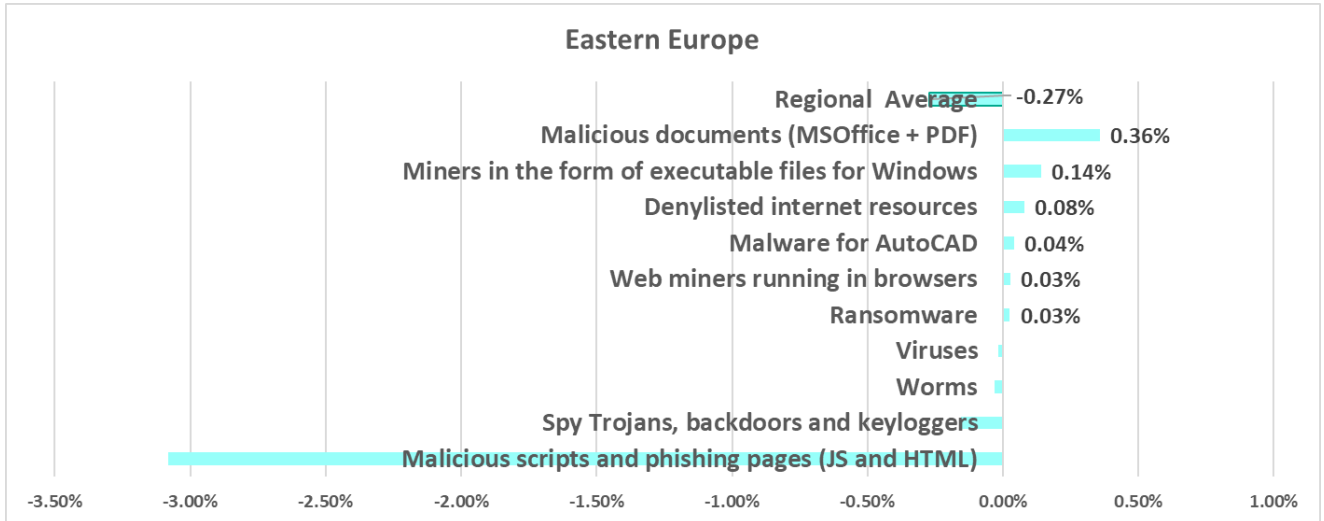 Eastern Europe
Regional  Average -0.27%
Malicious documents (MSOffice + PDF) 0.36%
Miners in the form of executable files for Windows 0.14%
Denylisted internet resources 0.08%
Malware for AutoCAD 0.04%
Web miners running in browsers 0.03%
Ransomware 0.03%
Viruses
Worms
Spy Trojans, backdoors and keyloggers
Malicious scripts and phishing pages (JS and HTML)
-3.50% -3.00% -2.50% -2.00% -1.50% -1.00% -0.50% 0.00% 0.50% 1.00%